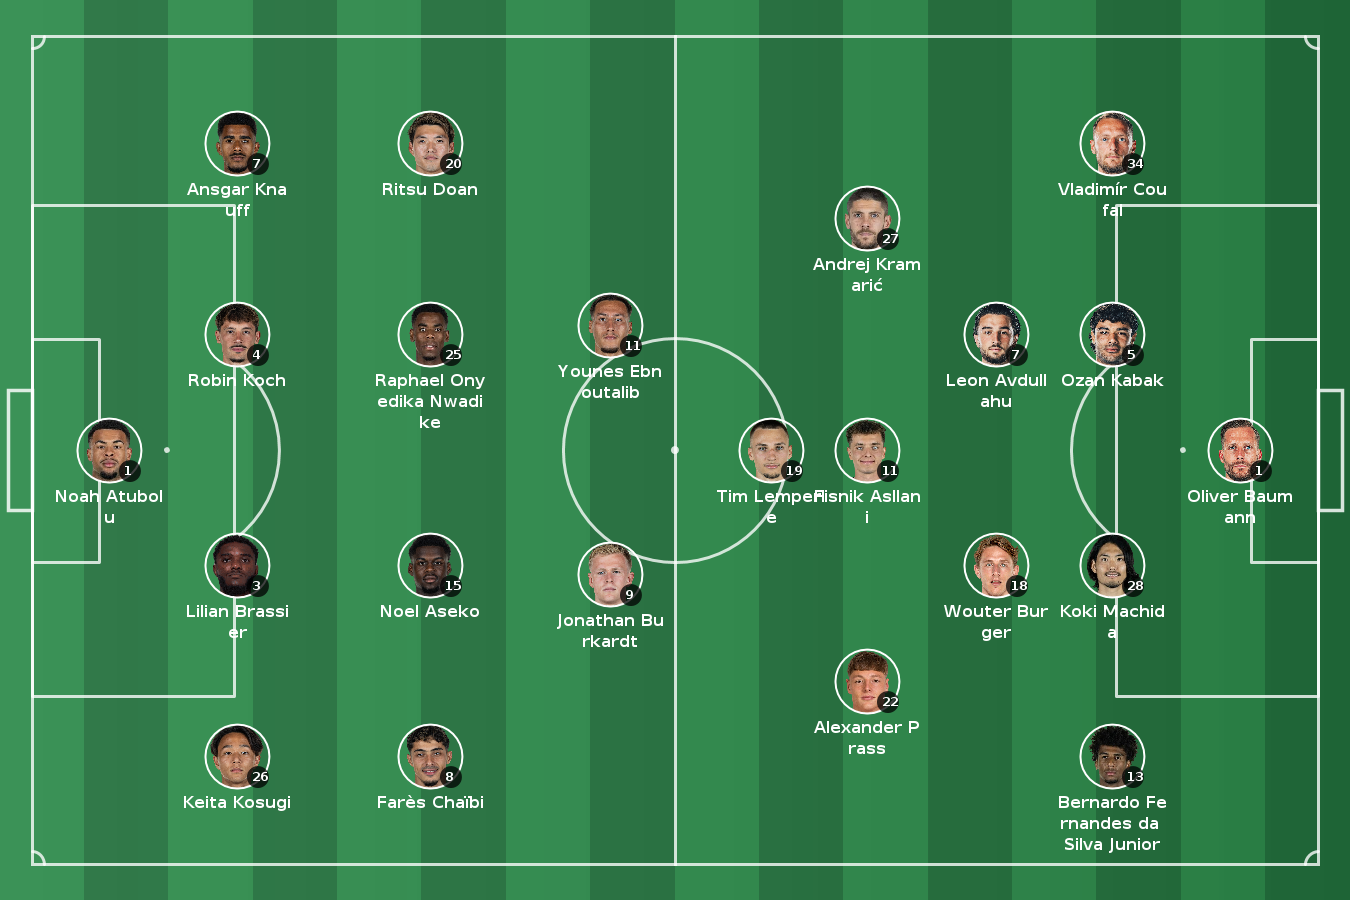 7
Ansgar Kna
uff
20
Ritsu Doan
34
Vladimír Cou
fal
27
Andrej Kram
arić
4
Robin Koch
25
Raphael Ony
edika Nwadi
ke
11
Younes Ebn
outalib
7
Leon Avdull
ahu
5
Ozan Kabak
1
Noah Atubol
u
19
Tim Lemperl
e
11
Fisnik Asllan
i
1
Oliver Baum
ann
3
Lilian Brassi
er
15
Noel Aseko
9
Jonathan Bu
rkardt
18
Wouter Bur
ger
28
Koki Machid
a
22
Alexander P
rass
26
Keita Kosugi
8
Farès Chaïbi
13
Bernardo Fe
rnandes da
Silva Junior